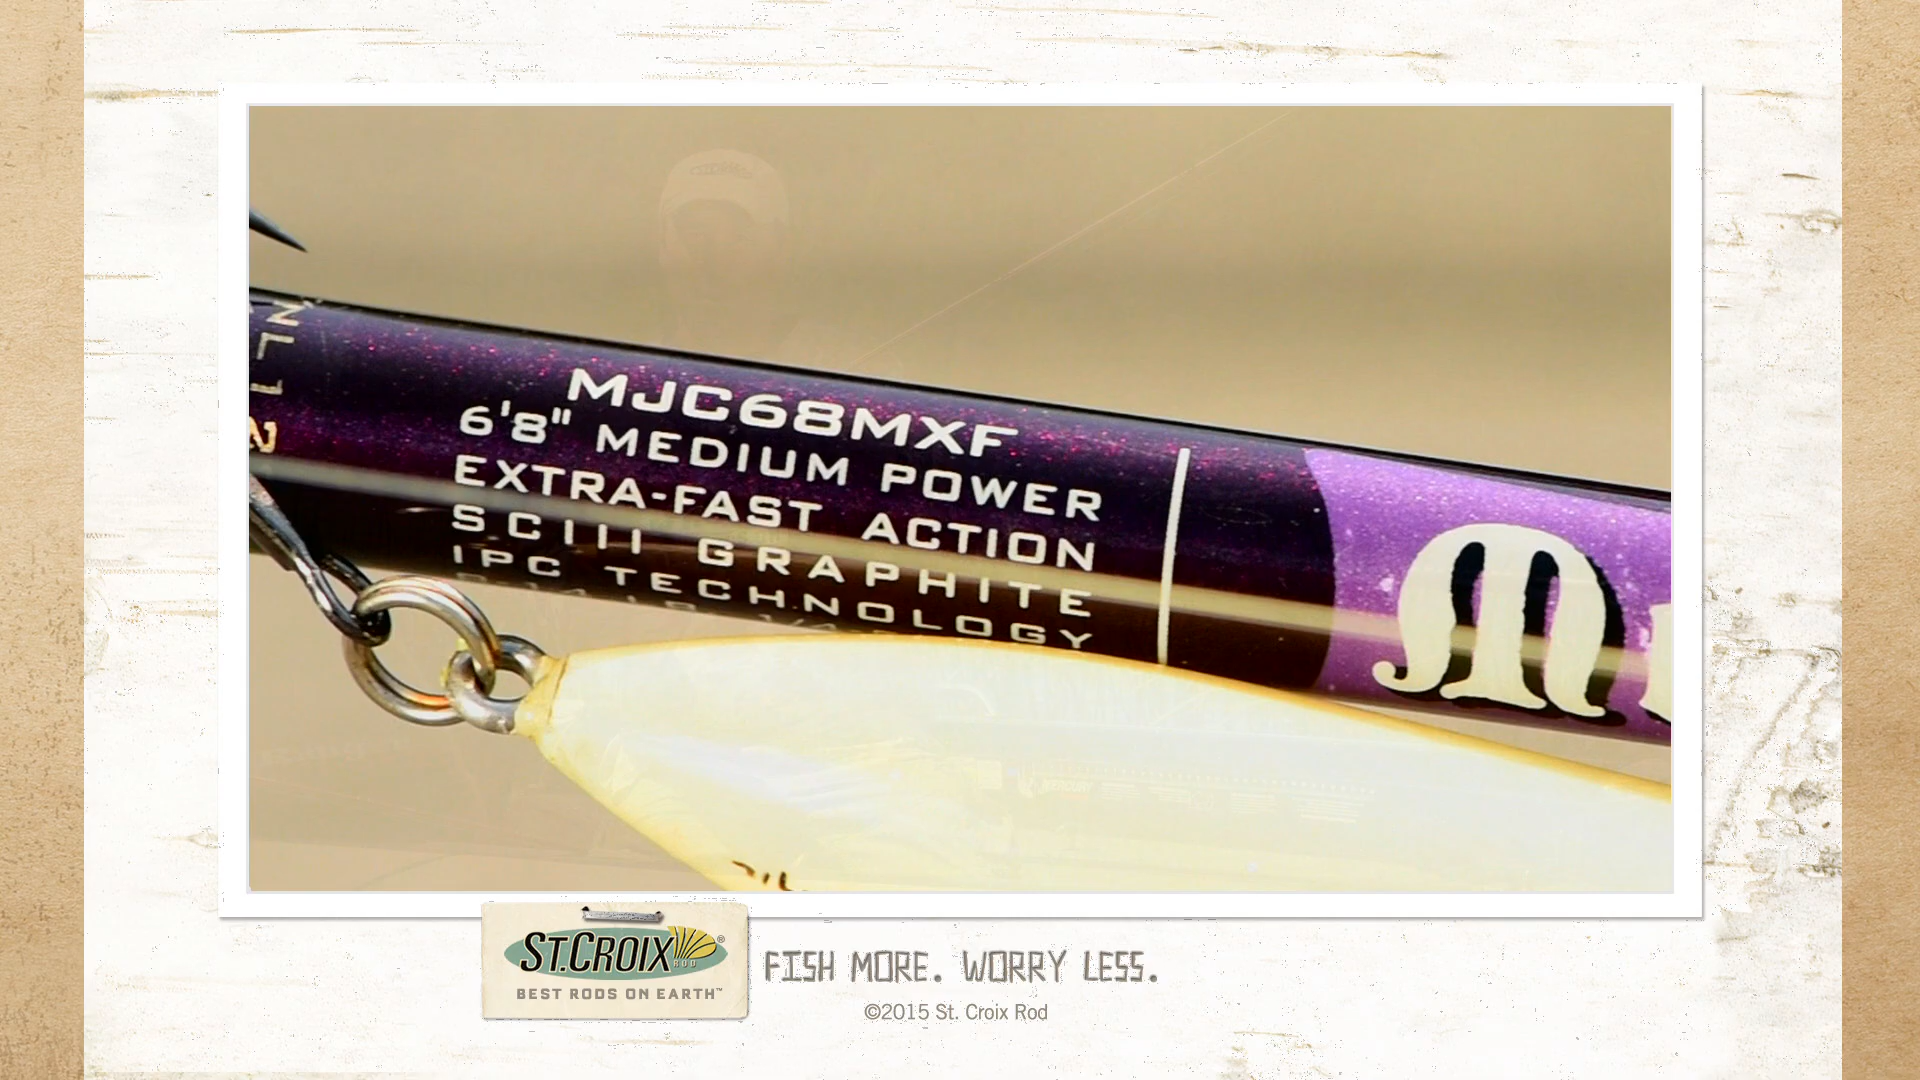 MJC68MXF
6'8" MEDIUM POWER
EXTRA-FAST ACTION
SCIII GRAPHITE
IPC TECHNOLOGY
ST.CROIX®
ROD
BEST RODS ON EARTH™
FISH MORE. WORRY LESS.
©2015 St. Croix Rod